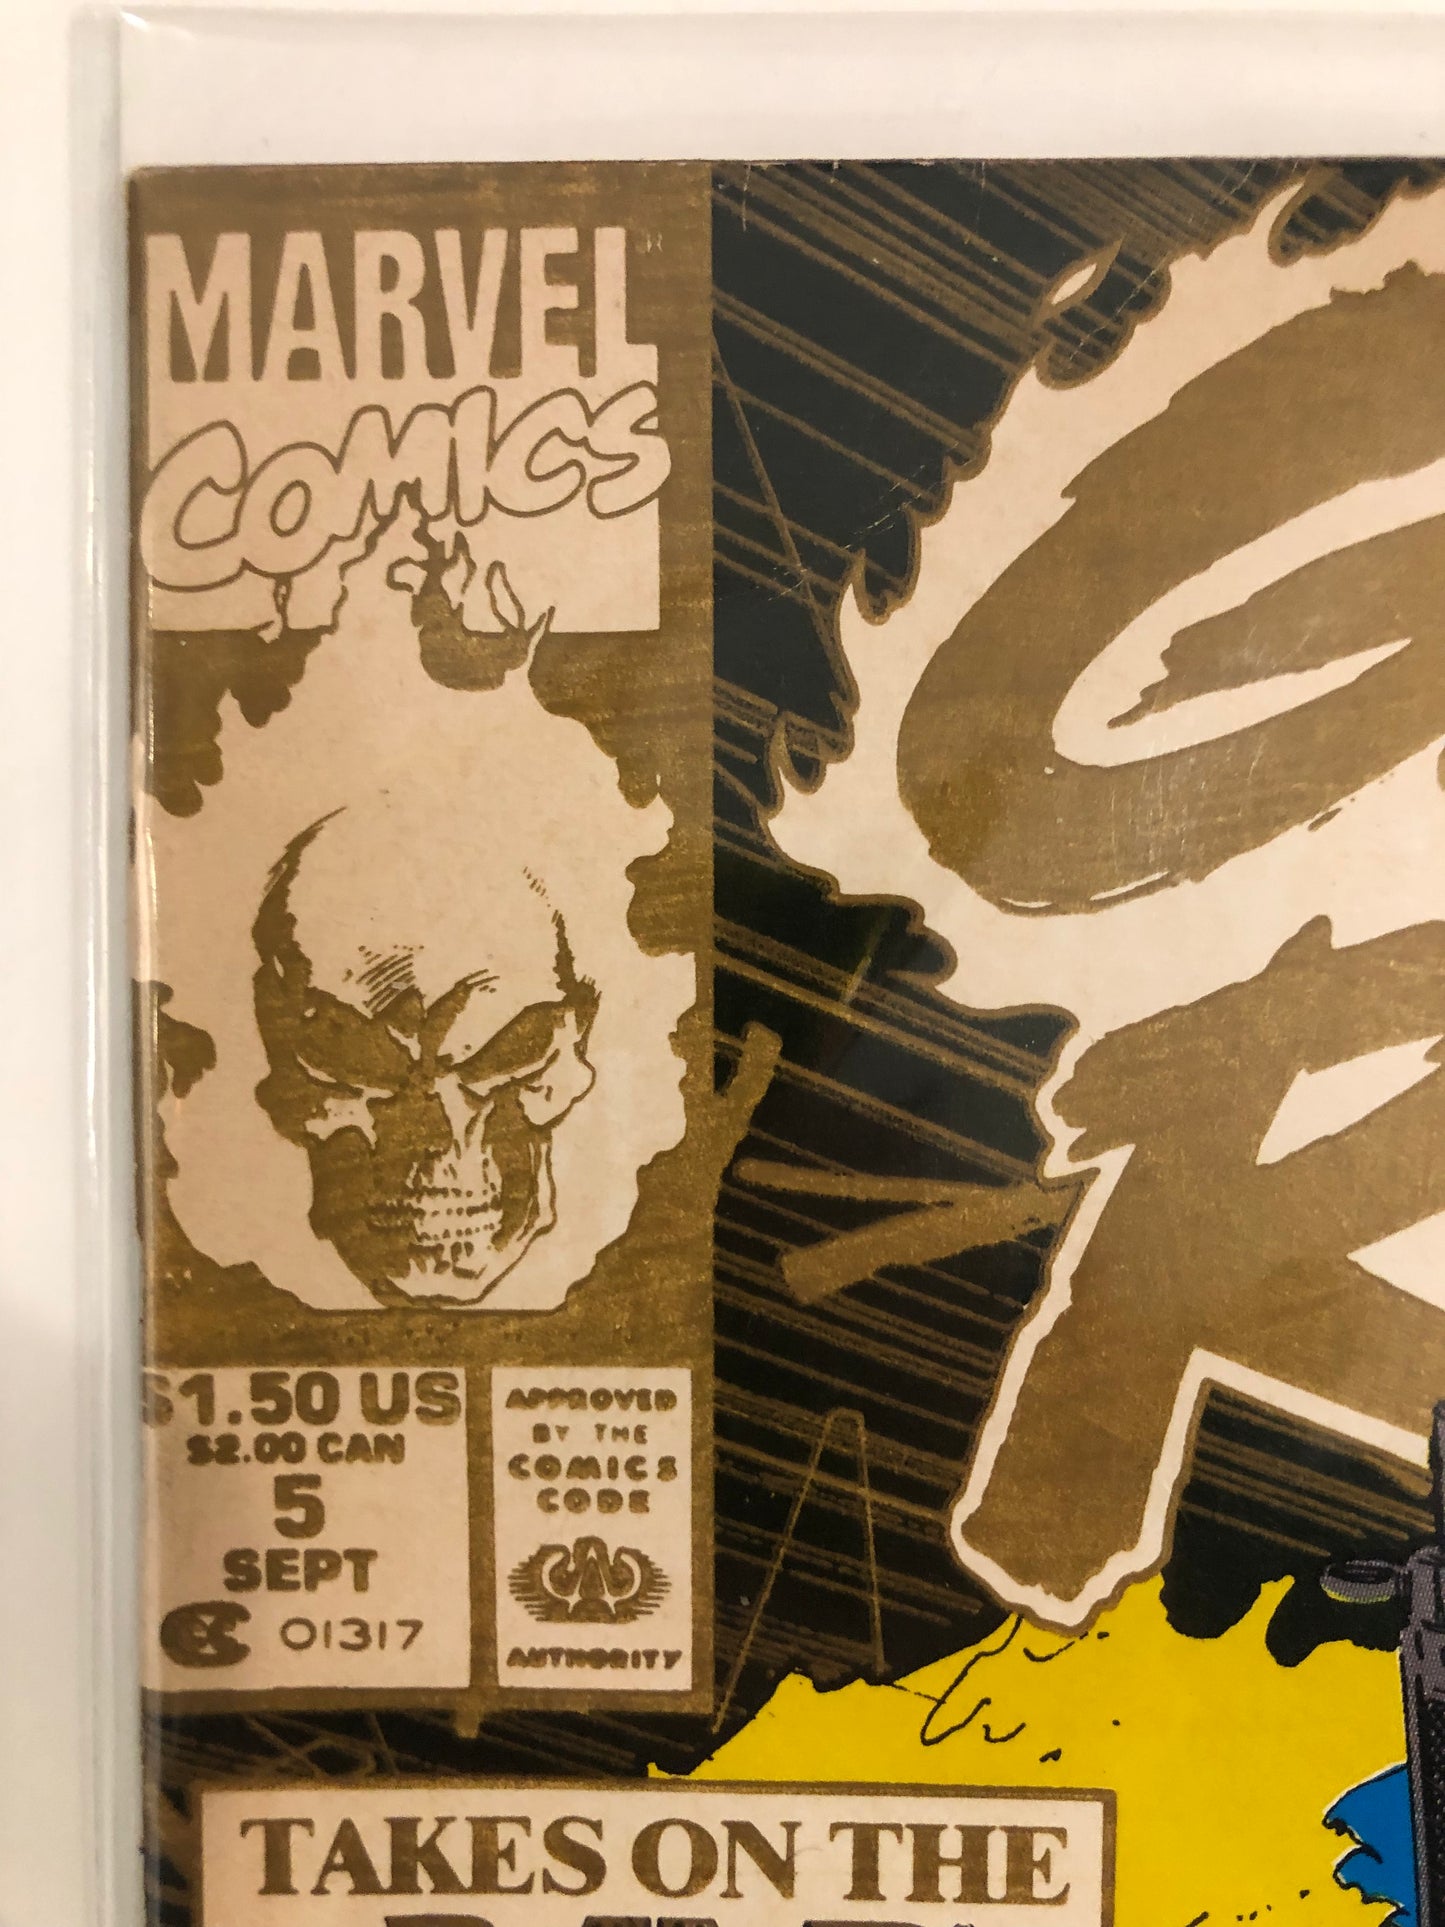 MARVEL
COMICS
$1.50 US
$2.00 CAN
5
SEPT
CC 01317
APPROVED
BY THE
COMICS
CODE
AUTHORITY
G
R
TAKES ON THE